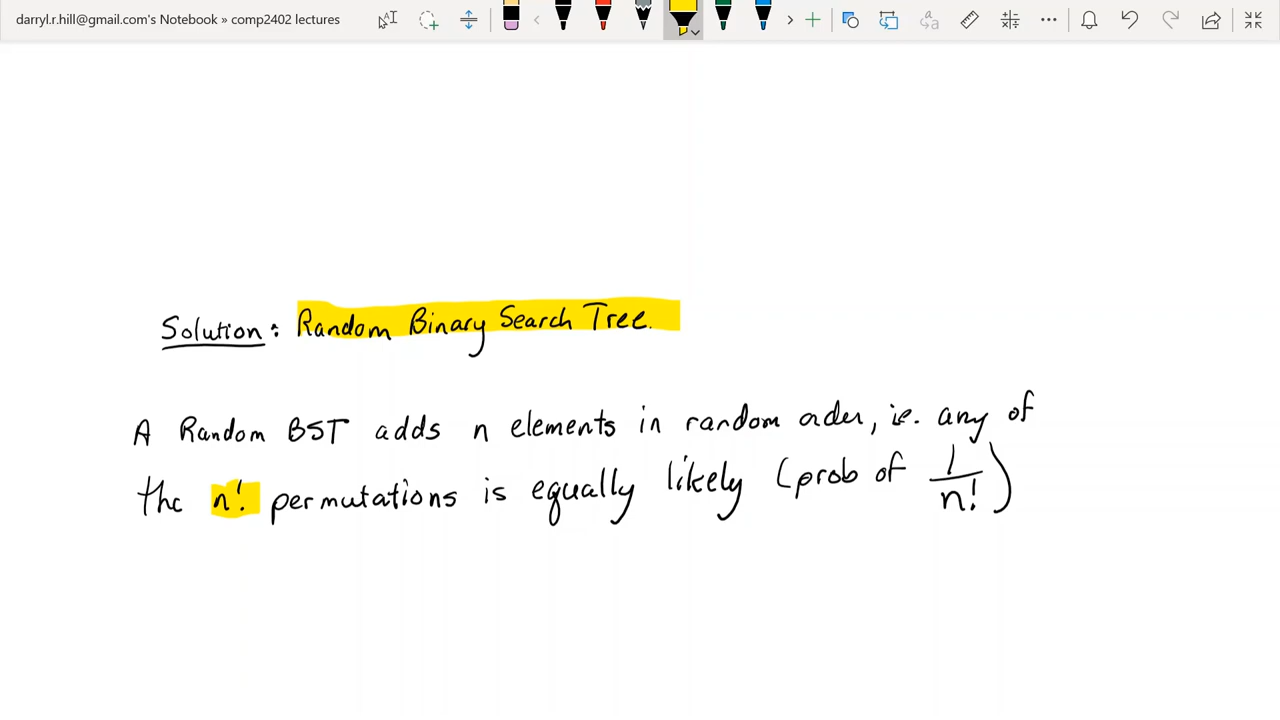 darryl.r.hill@gmail.com's Notebook » comp2402 lectures
Solution: Random Binary Search Tree.
A Random BST adds n elements in random order, i.e. any of
the n! permutations is equally likely (prob of 1/n!)